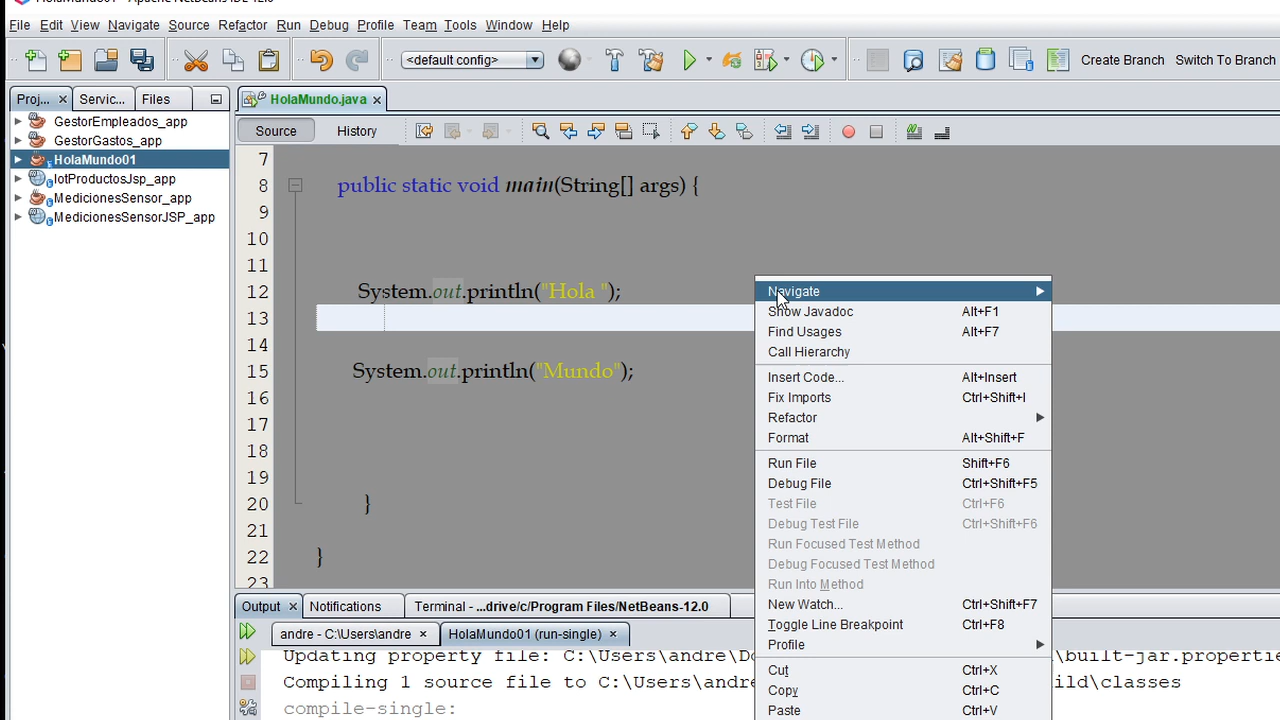 File Edit View Navigate Source Refactor Run Debug Profile Team Tools Window Help
<default config> Create Branch Switch To Branch
Proj... Servic... Files
HolaMundo.java
Source History
GestorEmpleados_app
GestorGastos_app
HolaMundo01
IotProductosJsp_app
MedicionesSensor_app
MedicionesSensorJSP_app
7
8 public static void main(String[] args) {
9
10
11
12 System.out.println("Hola ");
13
14
15 System.out.println("Mundo");
16
17
18
19
20 }
21
22 }
23
Navigate
Show Javadoc Alt+F1
Find Usages Alt+F7
Call Hierarchy
Insert Code... Alt+Insert
Fix Imports Ctrl+Shift+I
Refactor
Format Alt+Shift+F
Run File Shift+F6
Debug File Ctrl+Shift+F5
Test File Ctrl+F6
Debug Test File Ctrl+Shift+F6
Run Focused Test Method
Debug Focused Test Method
Run Into Method
New Watch... Ctrl+Shift+F7
Toggle Line Breakpoint Ctrl+F8
Profile
Cut Ctrl+X
Copy Ctrl+C
Paste Ctrl+V
Output Notifications Terminal - ...drive/c/Program Files/NetBeans-12.0
andre - C:\Users\andre HolaMundo01 (run-single)
Updating property file: C:\Users\andre\Do \built-jar.propertie
Compiling 1 source file to C:\Users\andre ild\classes
compile-single: